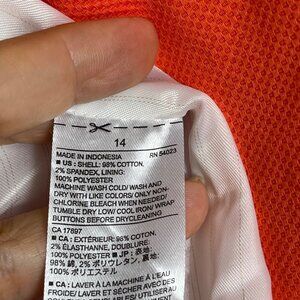 14
MADE IN INDONESIA RN 54023
■ US: SHELL: 98% COTTON,
2% SPANDEX, LINING:
100% POLYESTER
MACHINE WASH COLD/ WASH AND
DRY WITH LIKE COLORS/ ONLY NON-
CHLORINE BLEACH WHEN NEEDED/
TUMBLE DRY LOW/ COOL IRON/ WRAP
BUTTONS BEFORE DRYCLEANING
CA 17897
■ CA: EXTÉRIEUR: 98% COTON,
2% ÉLASTHANNE, DOUBLURE:
100% POLYESTER ■ JP: 表, 綿
98%, 2% ポリウレタン, 裏,
100% ポリエステル
■ CA: LAVER À LA MACHINE À L'EAU
FROIDE/ LAVER ET SÉCHER AVEC DES